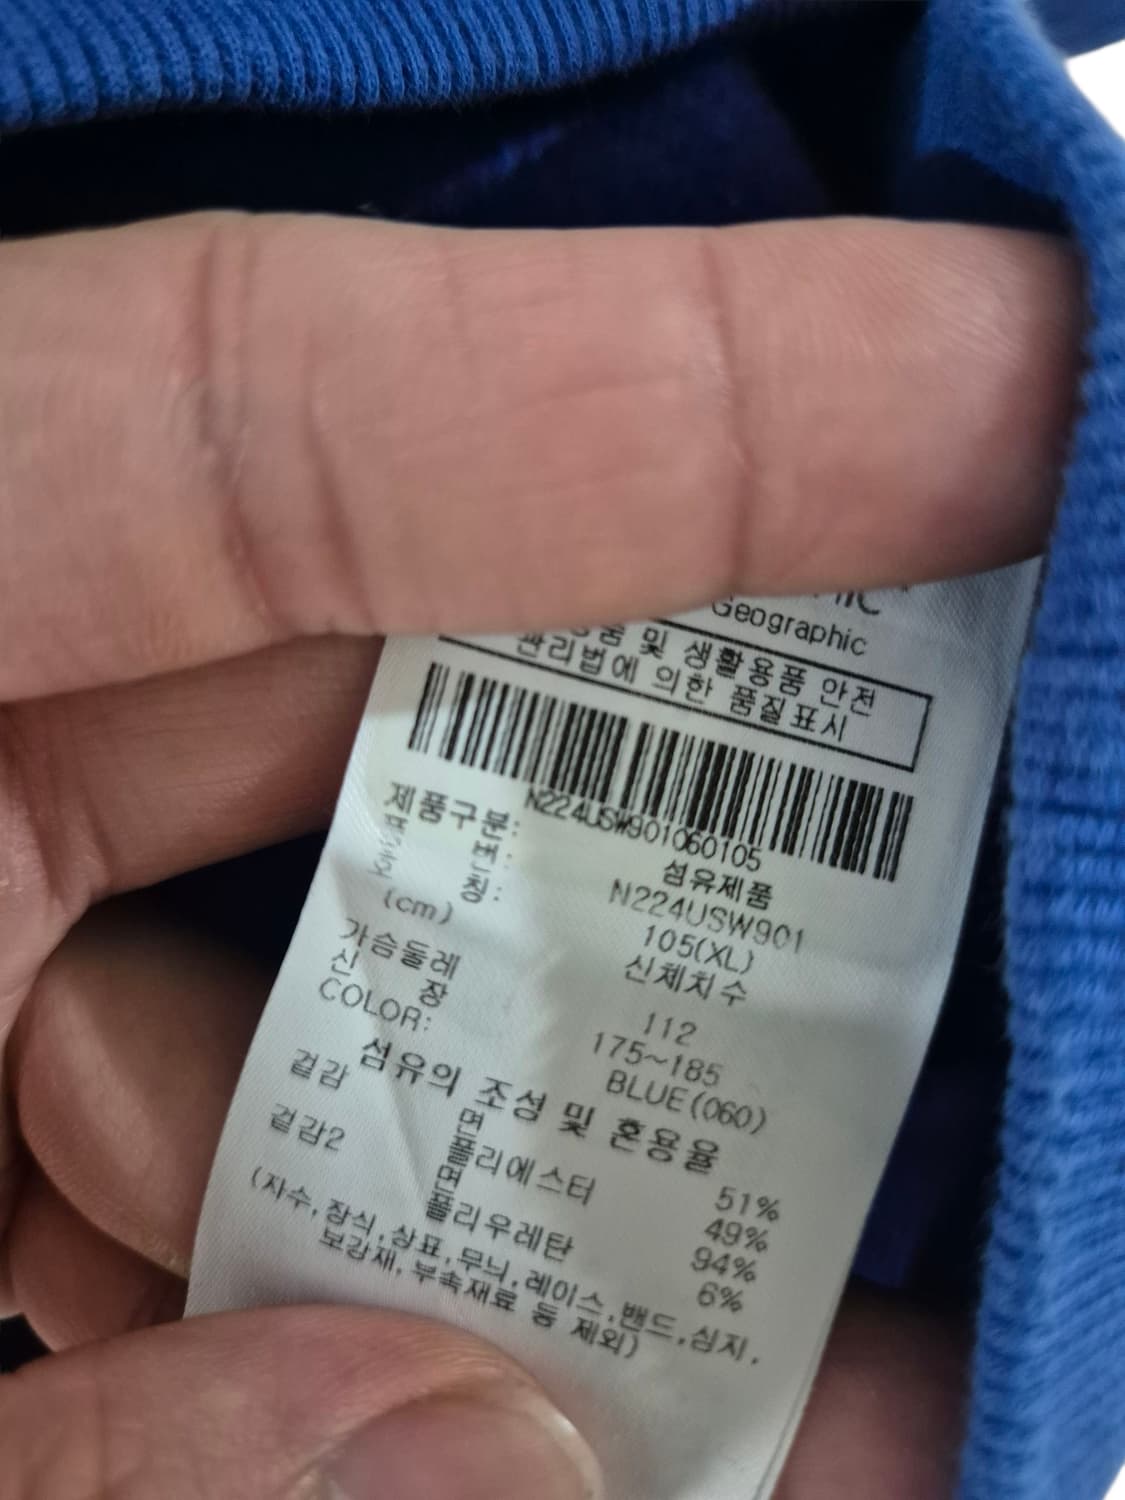 Geographic
및 생활용품 안전
관리법에 의한 품질표시
N224USW901060105
제품구분: 섬유제품
품 번: N224USW901
호 칭: 105(XL)
(cm) 신체치수
가슴둘레 112
신 장 175~185
COLOR: BLUE(060)
섬유의 조성 및 혼용율
겉감 면 51%
폴리에스터 49%
겉감2 면 94%
폴리우레탄 6%
(자수,장식,상표,무늬,레이스,밴드,심지,
보강재,부속재료 등 제외)